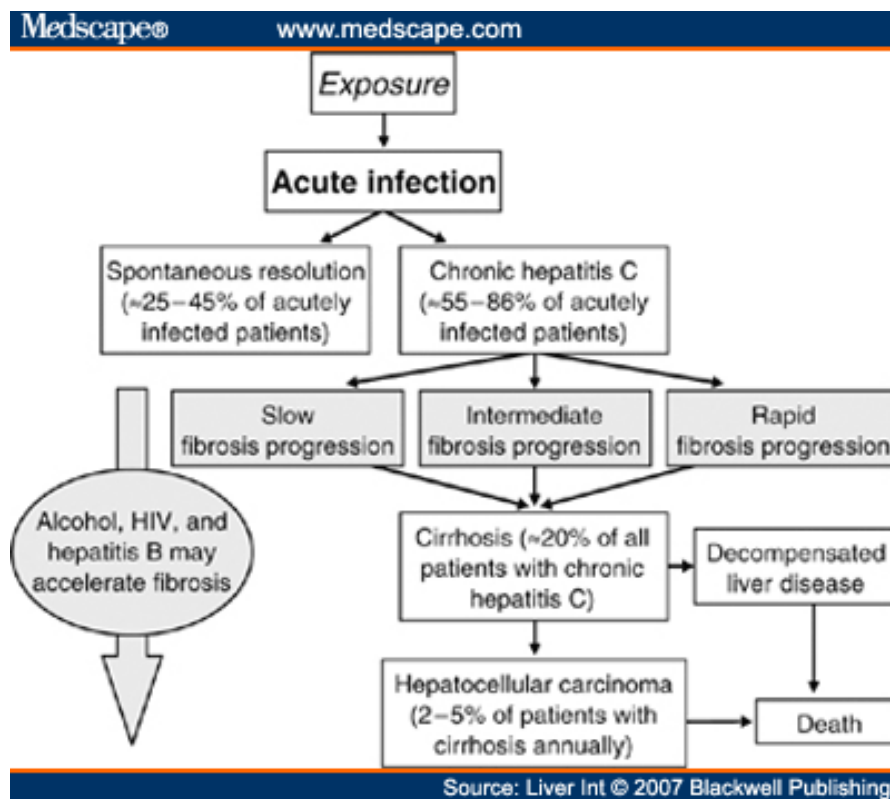 Medscape® www.medscape.com
Exposure
Acute infection
Spontaneous resolution
(≈25–45% of acutely
infected patients)
Chronic hepatitis C
(≈55–86% of acutely
infected patients)
Slow
fibrosis progression
Intermediate
fibrosis progression
Rapid
fibrosis progression
Alcohol, HIV, and
hepatitis B may
accelerate fibrosis
Cirrhosis (≈20% of all
patients with chronic
hepatitis C)
Decompensated
liver disease
Hepatocellular carcinoma
(2–5% of patients with
cirrhosis annually)
Death
Source: Liver Int © 2007 Blackwell Publishing